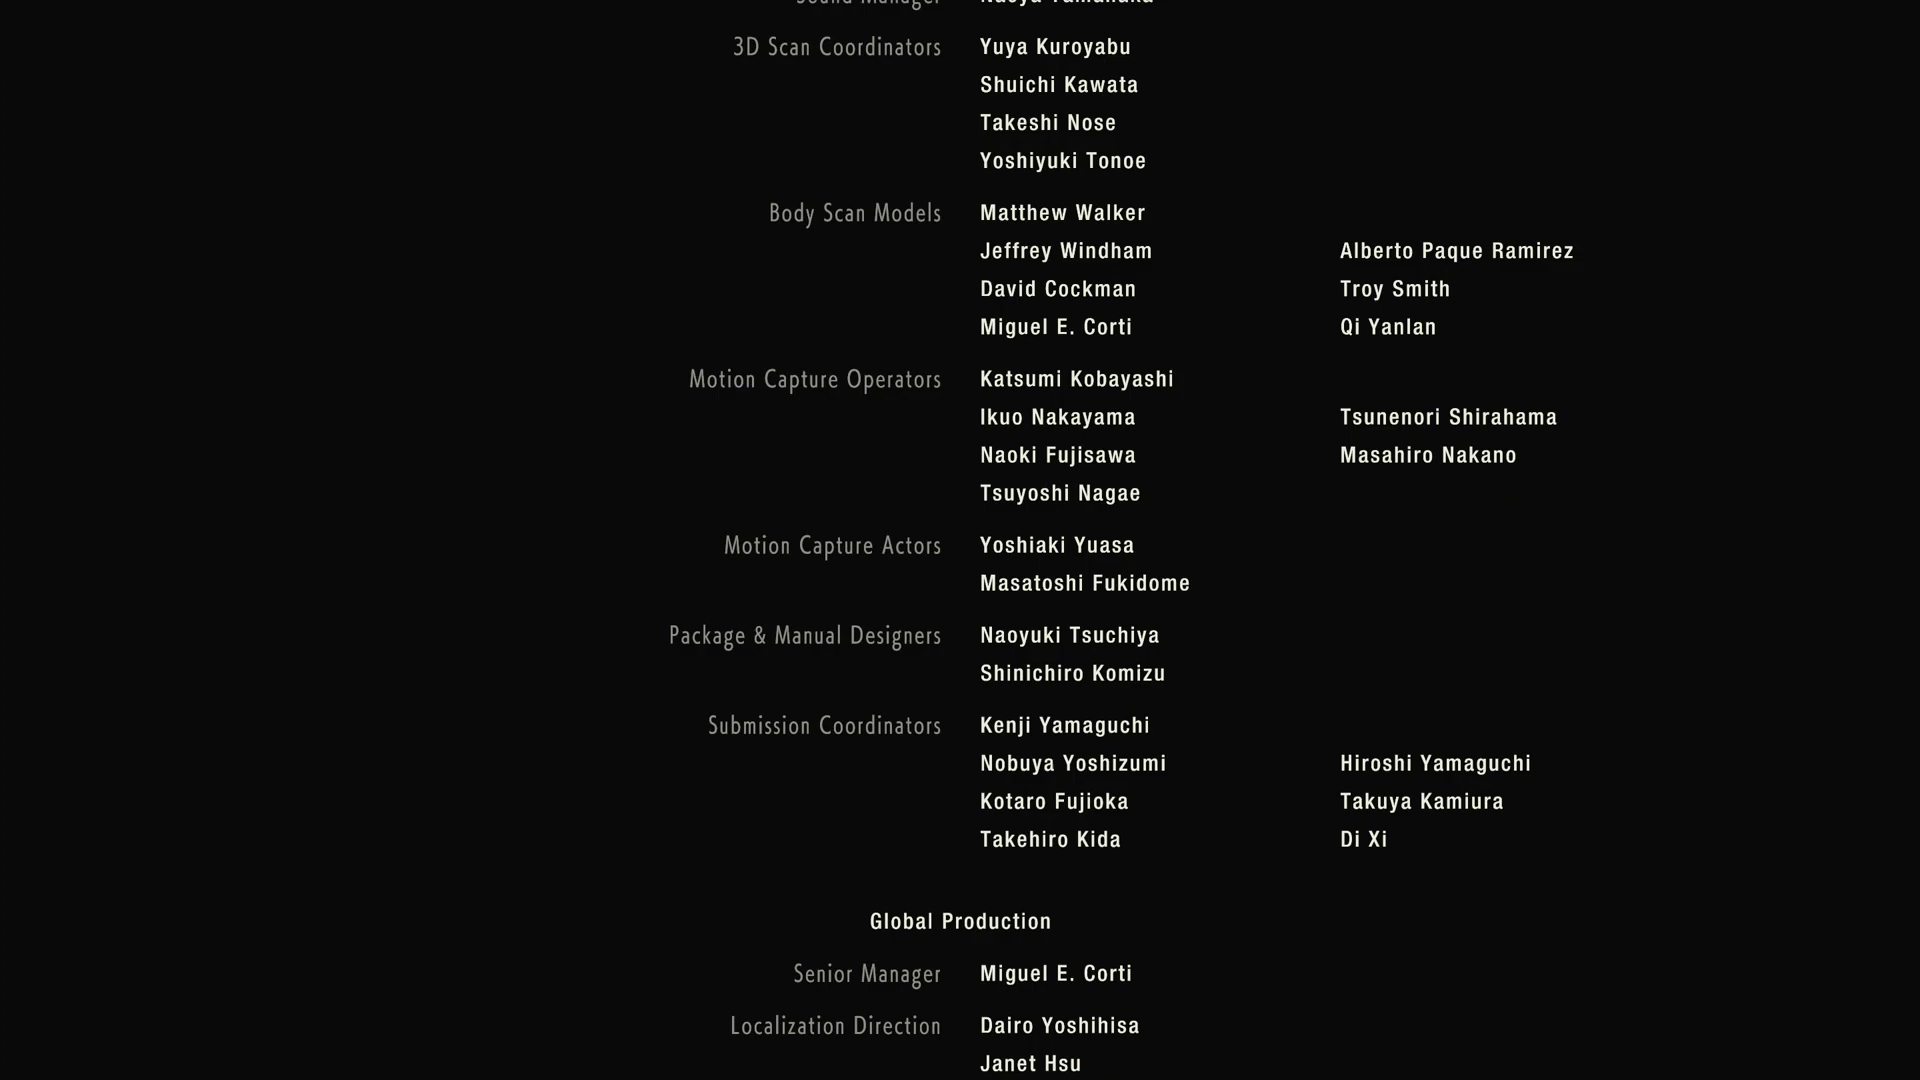 Sound Manager Naoya Yamanaka
3D Scan Coordinators Yuya Kuroyabu
Shuichi Kawata
Takeshi Nose
Yoshiyuki Tonoe
Body Scan Models Matthew Walker
Jeffrey Windham Alberto Paque Ramirez
David Cockman Troy Smith
Miguel E. Corti Qi Yanlan
Motion Capture Operators Katsumi Kobayashi
Ikuo Nakayama Tsunenori Shirahama
Naoki Fujisawa Masahiro Nakano
Tsuyoshi Nagae
Motion Capture Actors Yoshiaki Yuasa
Masatoshi Fukidome
Package & Manual Designers Naoyuki Tsuchiya
Shinichiro Komizu
Submission Coordinators Kenji Yamaguchi
Nobuya Yoshizumi Hiroshi Yamaguchi
Kotaro Fujioka Takuya Kamiura
Takehiro Kida Di Xi
Global Production
Senior Manager Miguel E. Corti
Localization Direction Dairo Yoshihisa
Janet Hsu